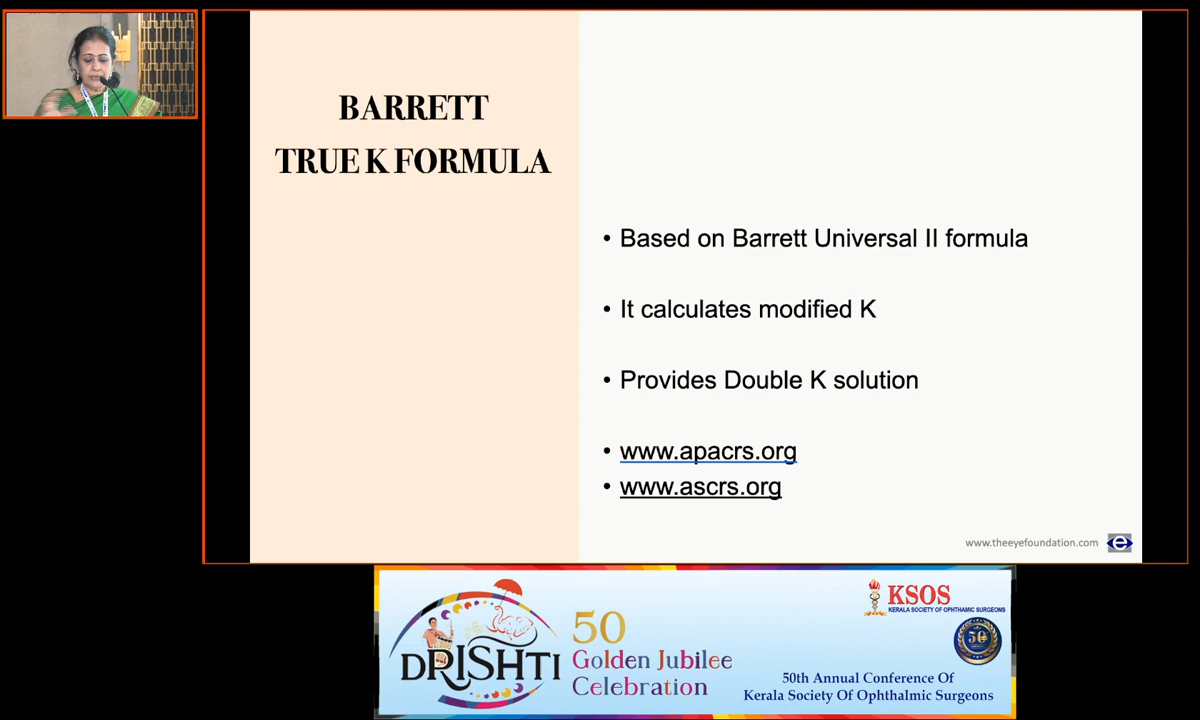 BARRETT
TRUE K FORMULA
• Based on Barrett Universal II formula
• It calculates modified K
• Provides Double K solution
• www.apacrs.org
• www.ascrs.org
www.theeyefoundation.com
DRISHTI
50
Golden Jubilee
Celebration
KSOS
KERALA SOCIETY OF OPHTHAMIC SURGEONS
50
50th Annual Conference Of
Kerala Society Of Ophthalmic Surgeons